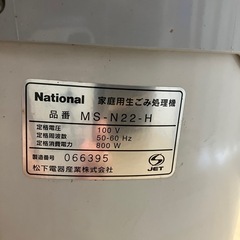 National 家庭用生ごみ処理機
品番 MS-N22-H
定格電圧 100 V
定格周波数 50-60 Hz
定格消費電力 800 W
製造番号 066395
JET
松下電器産業株式会社